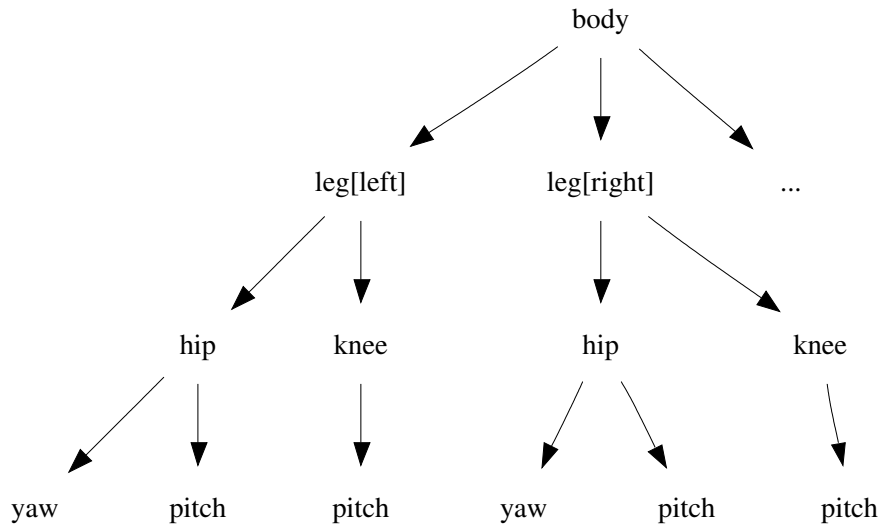 body
leg[left] leg[right] ...
hip knee hip knee
yaw pitch pitch yaw pitch pitch